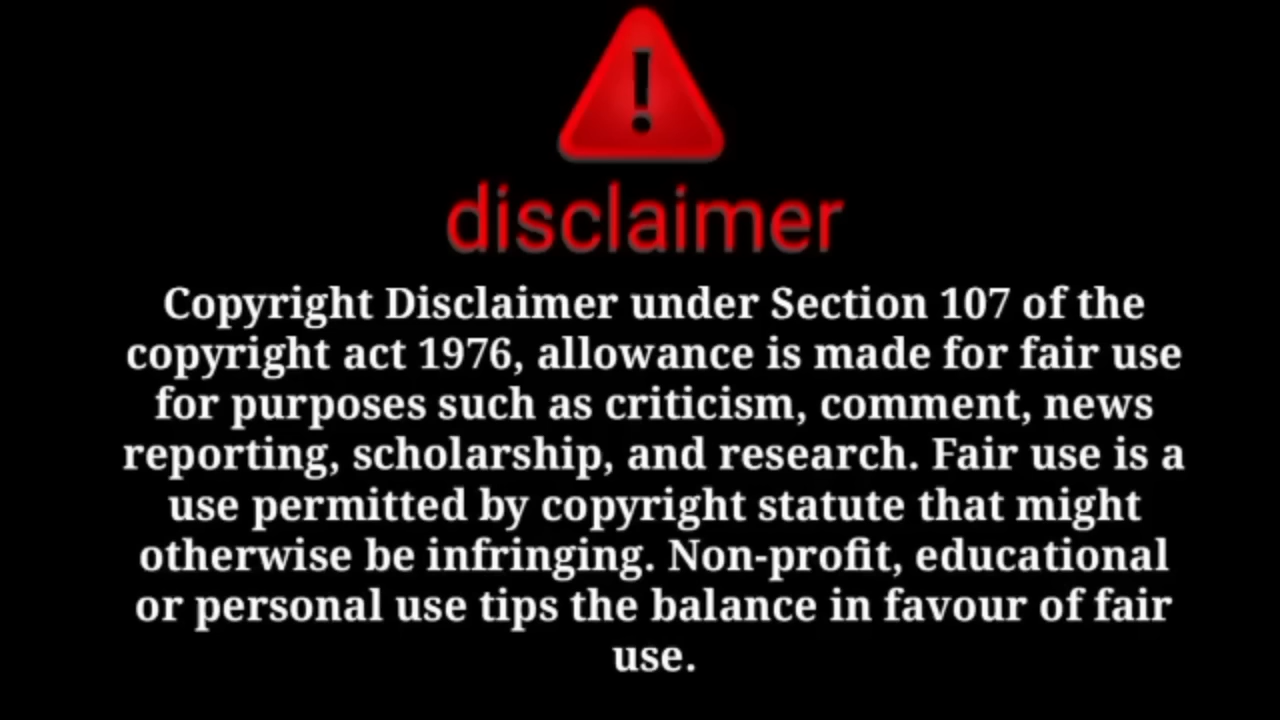 !
disclaimer
Copyright Disclaimer under Section 107 of the
copyright act 1976, allowance is made for fair use
for purposes such as criticism, comment, news
reporting, scholarship, and research. Fair use is a
use permitted by copyright statute that might
otherwise be infringing. Non-profit, educational
or personal use tips the balance in favour of fair
use.